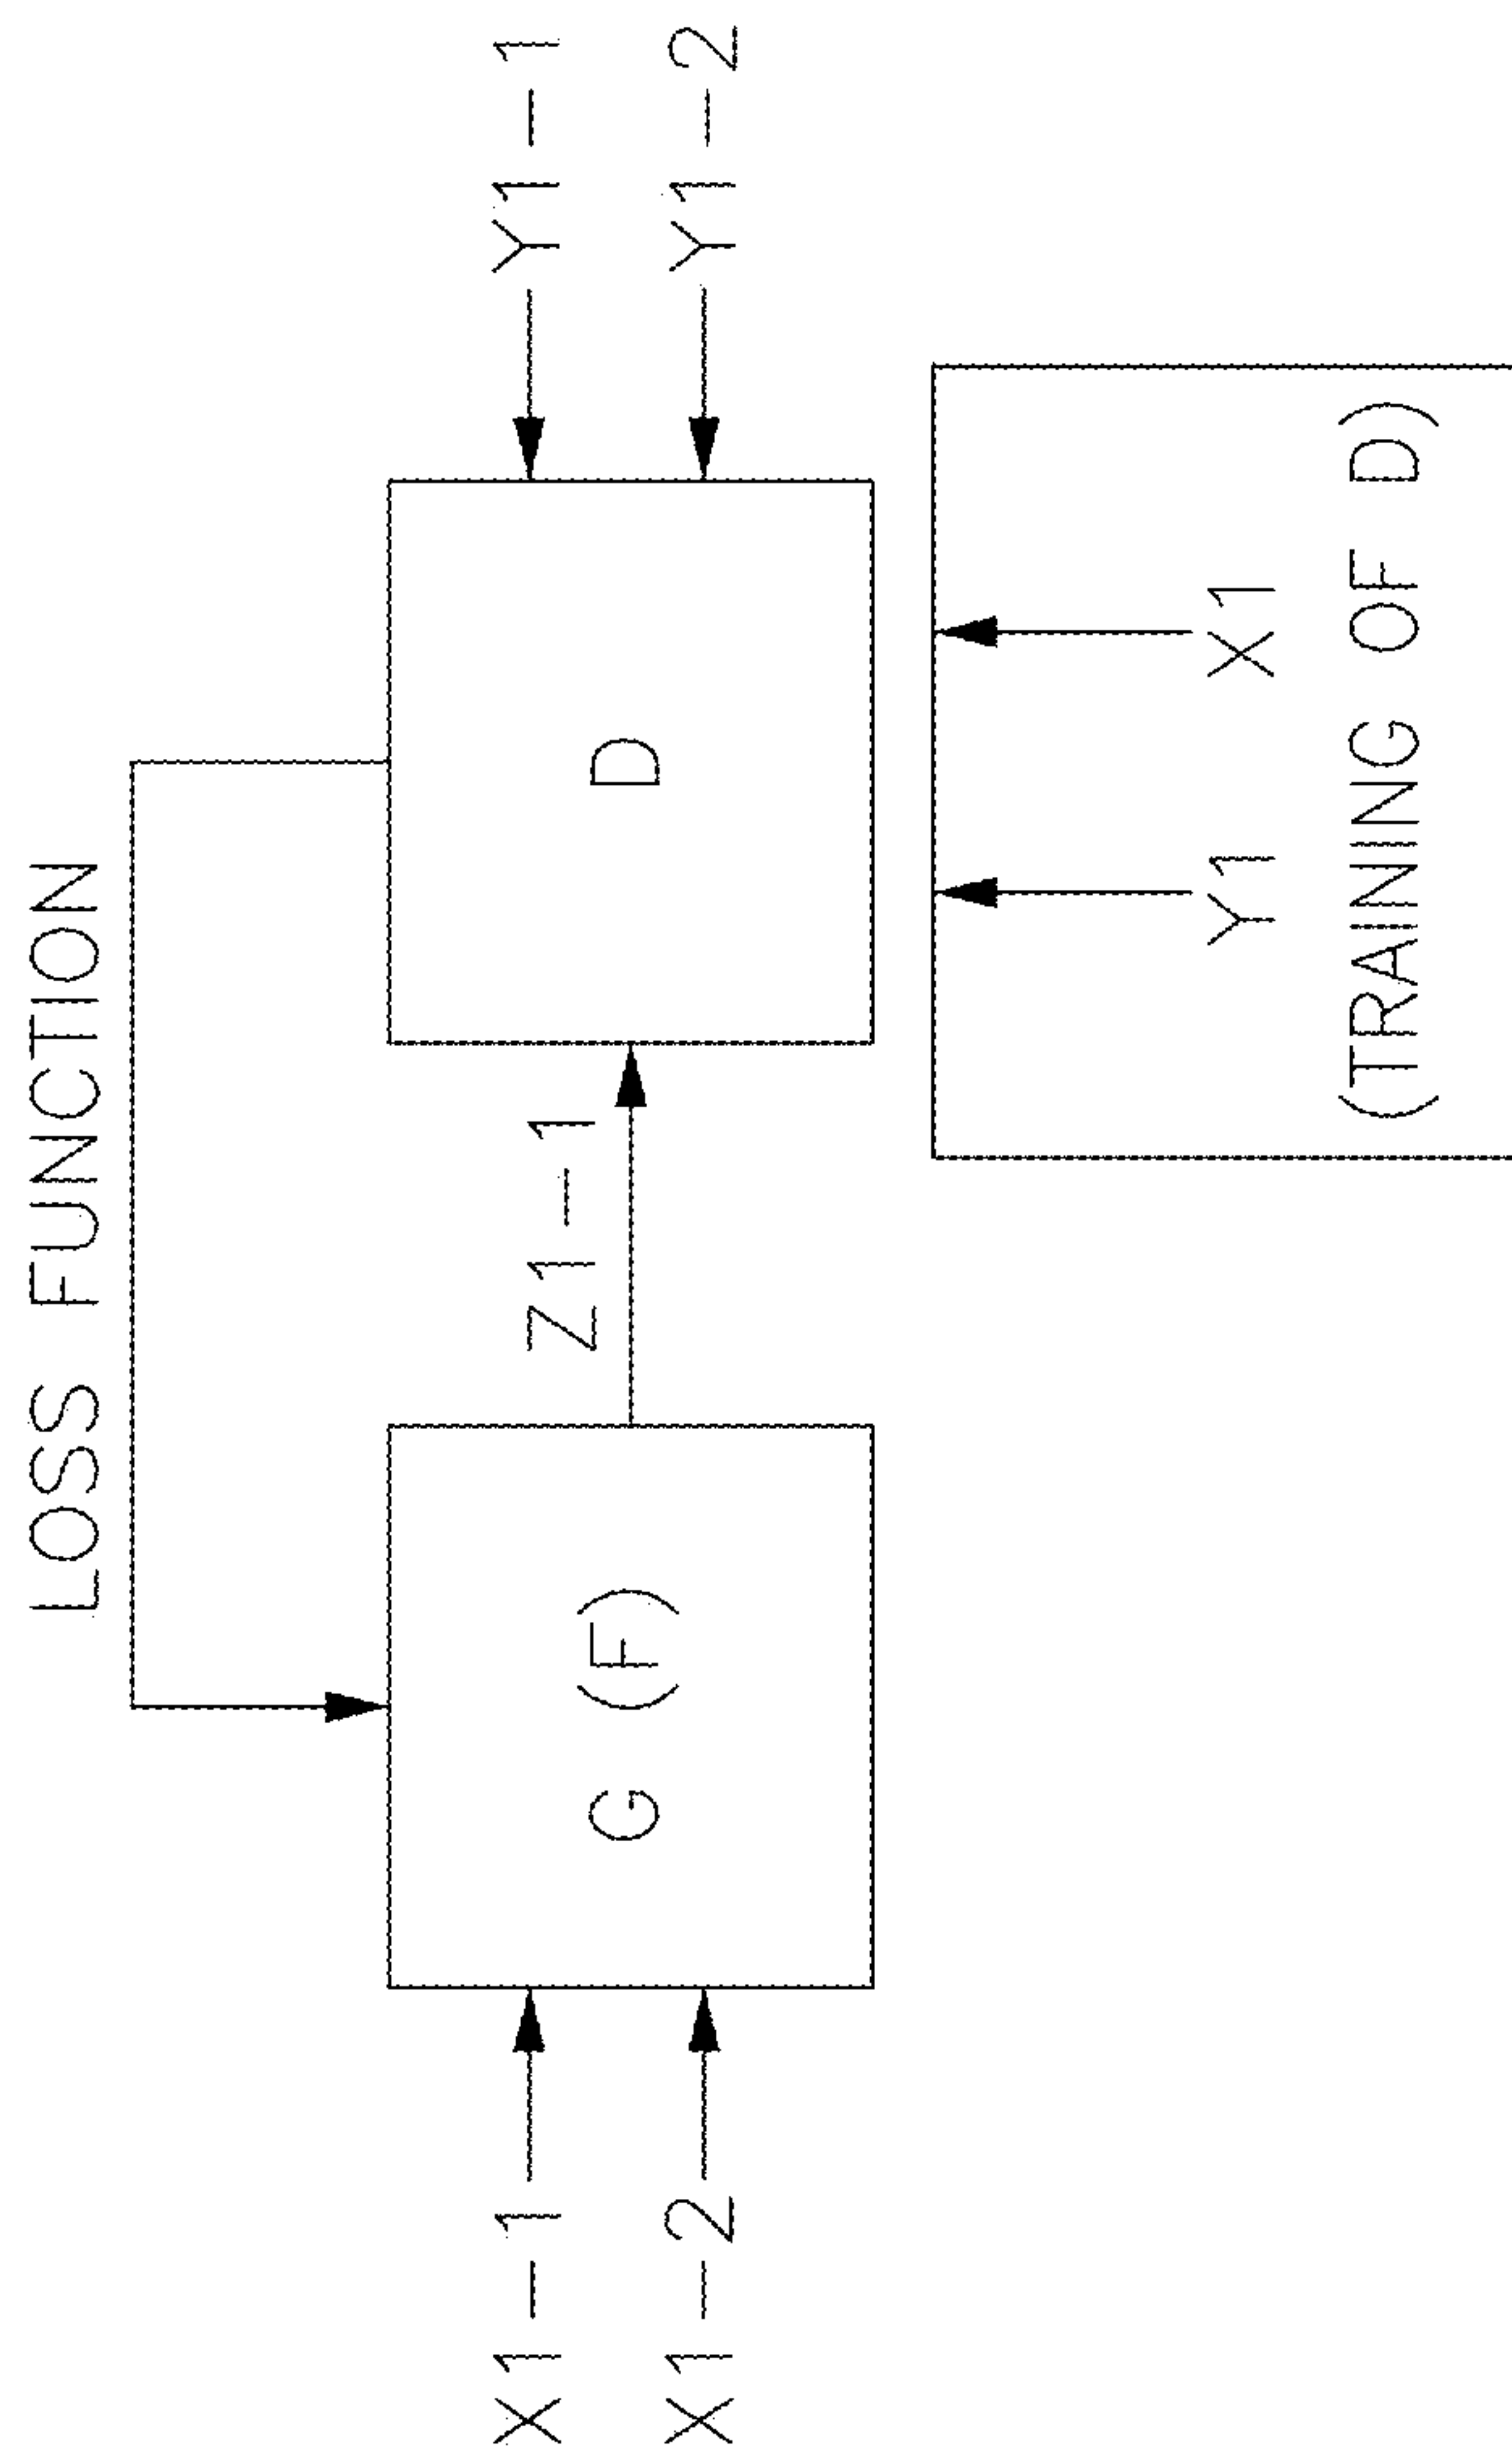 LOSS FUNCTION
X1-1
X1-2
G (F)
Z1-1
D
Y1-1
Y1-2
Y1
X1
(TRAINING OF D)